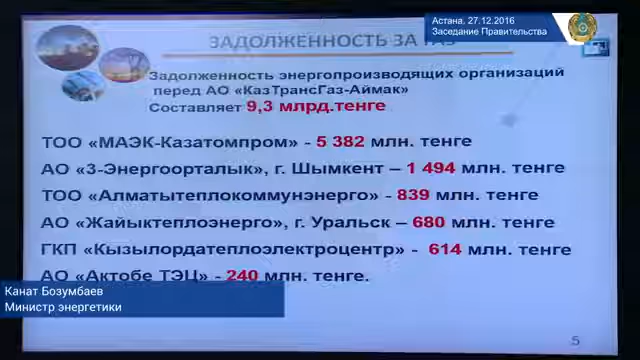 Астана, 27.12.2016
Заседание Правительства
ЗАДОЛЖЕННОСТЬ ЗА ГАЗ
Задолженность энергопроизводящих организаций
перед АО «КазТрансГаз-Аймак»
Составляет 9,3 млрд.тенге
ТОО «МАЭК-Казатомпром» - 5 382 млн. тенге
АО «3-Энергоорталык», г. Шымкент – 1 494 млн. тенге
ТОО «Алматытеплокоммунэнерго» - 839 млн. тенге
АО «Жайыктеплоэнерго», г. Уральск – 680 млн. тенге
ГКП «Кызылордатеплоэлектроцентр» - 614 млн. тенге
АО «Актобе ТЭЦ» - 240 млн. тенге.
Канат Бозумбаев
Министр энергетики
5